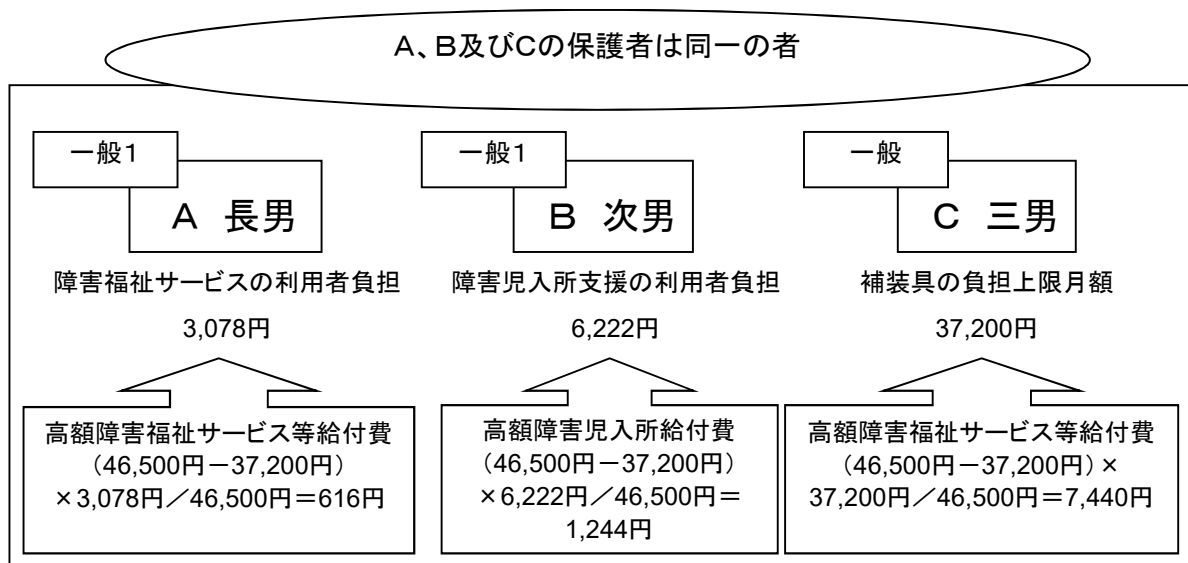 A、B及びCの保護者は同一の者
一般1
A 長男
障害福祉サービスの利用者負担
3,078円
高額障害福祉サービス等給付費
(46,500円-37,200円)
×3,078円/46,500円=616円
一般1
B 次男
障害児入所支援の利用者負担
6,222円
高額障害児入所給付費
(46,500円-37,200円)
×6,222円/46,500円=
1,244円
一般
C 三男
補装具の負担上限月額
37,200円
高額障害福祉サービス等給付費
(46,500円-37,200円)×
37,200円/46,500円=7,440円